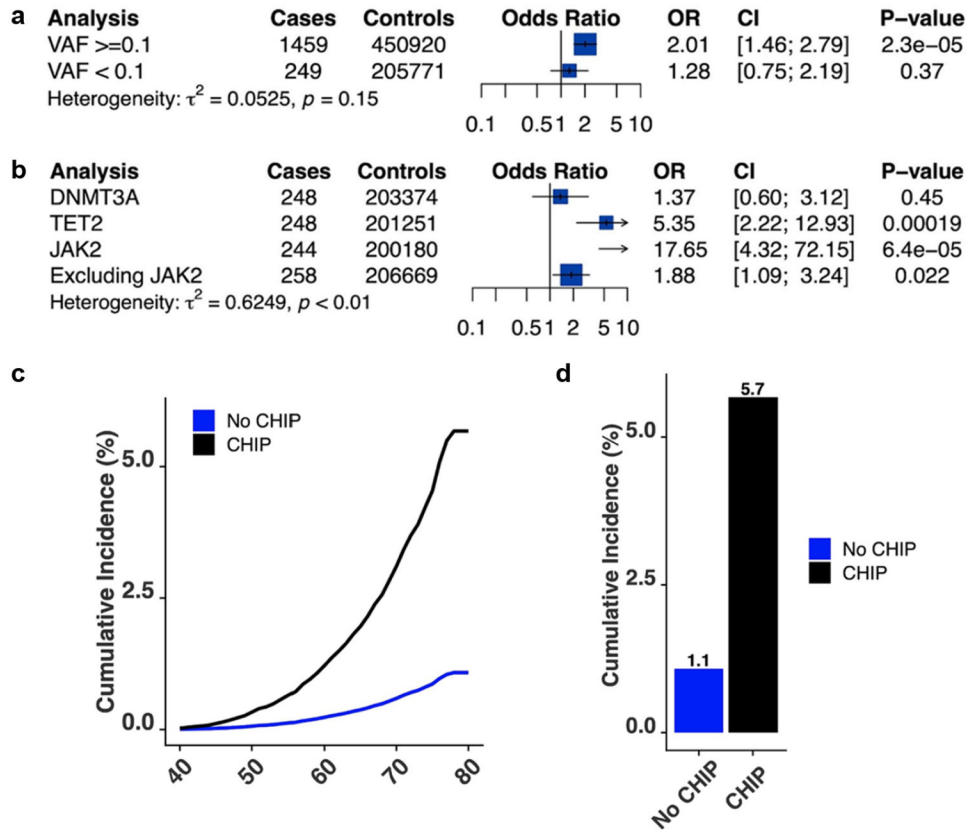 a
Analysis Cases Controls Odds Ratio OR CI P−value
VAF >=0.1 1459 450920 2.01 [1.46; 2.79] 2.3e−05
VAF < 0.1 249 205771 1.28 [0.75; 2.19] 0.37
Heterogeneity: τ² = 0.0525, p = 0.15
0.1 0.5 1 2 5 10
b
Analysis Cases Controls Odds Ratio OR CI P−value
DNMT3A 248 203374 1.37 [0.60; 3.12] 0.45
TET2 248 201251 5.35 [2.22; 12.93] 0.00019
JAK2 244 200180 17.65 [4.32; 72.15] 6.4e−05
Excluding JAK2 258 206669 1.88 [1.09; 3.24] 0.022
Heterogeneity: τ² = 0.6249, p < 0.01
0.1 0.5 1 2 5 10
c
No CHIP
CHIP
Cumulative Incidence (%)
5.0
2.5
0.0
40 50 60 70 80
d
5.7
5.0
Cumulative Incidence (%)
No CHIP
CHIP
2.5
1.1
0.0
No CHIP CHIP